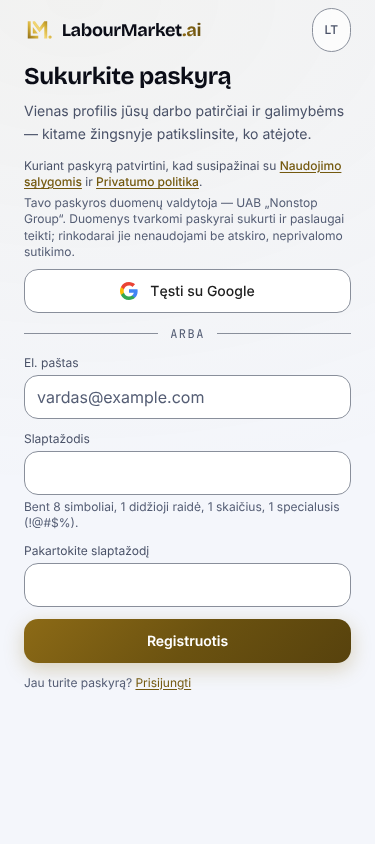 LabourMarket.ai
LT
Sukurkite paskyrą
Vienas profilis jūsų darbo patirčiai ir galimybėms
— kitame žingsnyje patikslinsite, ko atėjote.
Kuriant paskyrą patvirtini, kad susipažinai su Naudojimo
sąlygomis ir Privatumo politika.
Tavo paskyros duomenų valdytoja — UAB „Nonstop
Group“. Duomenys tvarkomi paskyrai sukurti ir paslaugai
teikti; rinkodarai jie nenaudojami be atskiro, neprivalomo
sutikimo.
Tęsti su Google
ARBA
El. paštas
vardas@example.com
Slaptažodis
Bent 8 simboliai, 1 didžioji raidė, 1 skaičius, 1 specialusis
(!@#$%).
Pakartokite slaptažodį
Registruotis
Jau turite paskyrą? Prisijungti